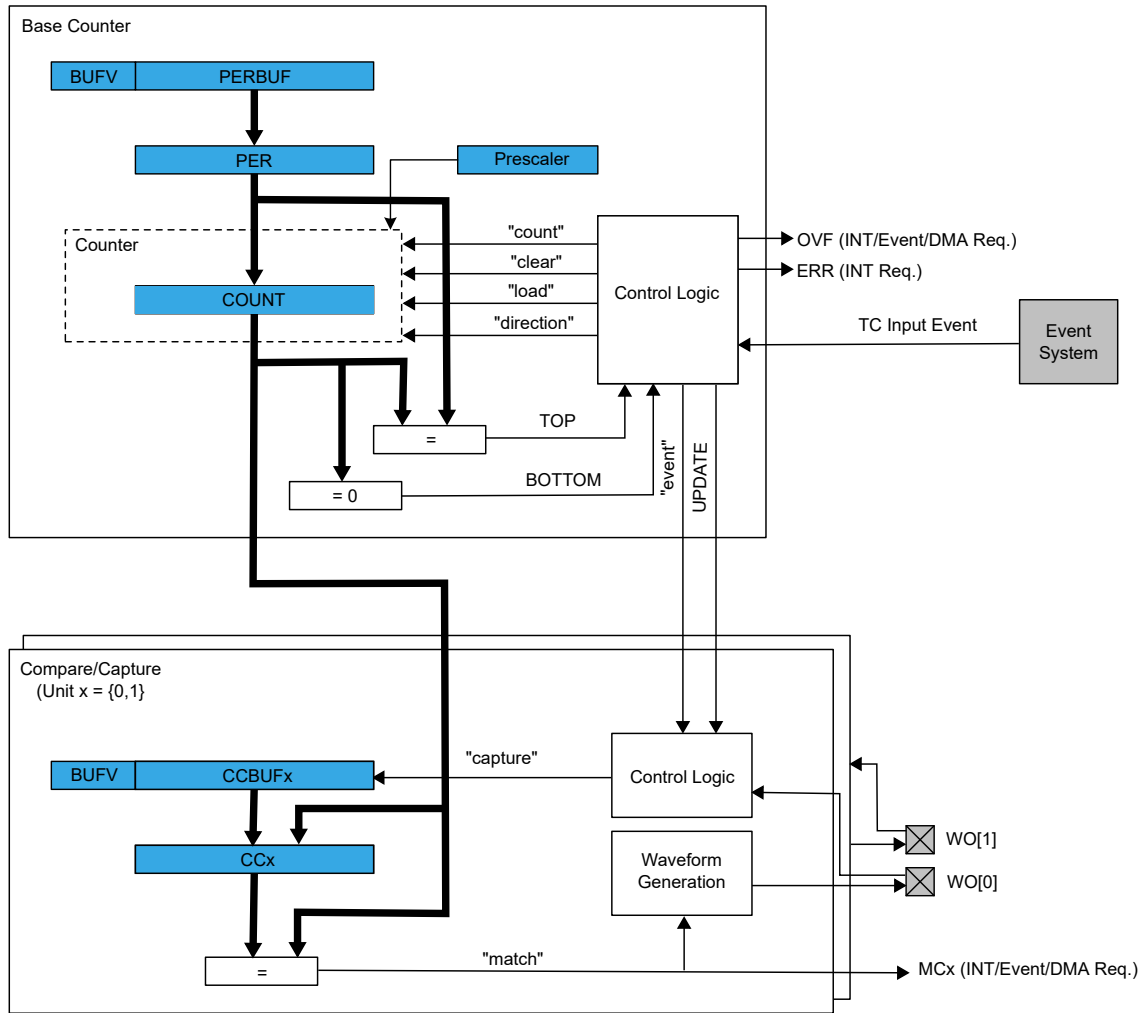 Base Counter
BUFV
PERBUF
PER
Prescaler
Counter
COUNT
"count"
"clear"
"load"
"direction"
Control Logic
OVF (INT/Event/DMA Req.)
ERR (INT Req.)
TC Input Event
Event
System
=
TOP
= 0
BOTTOM
"event"
UPDATE
Compare/Capture
(Unit x = {0,1}
BUFV
CCBUFx
"capture"
Control Logic
CCx
Waveform
Generation
WO[1]
WO[0]
=
"match"
MCx (INT/Event/DMA Req.)